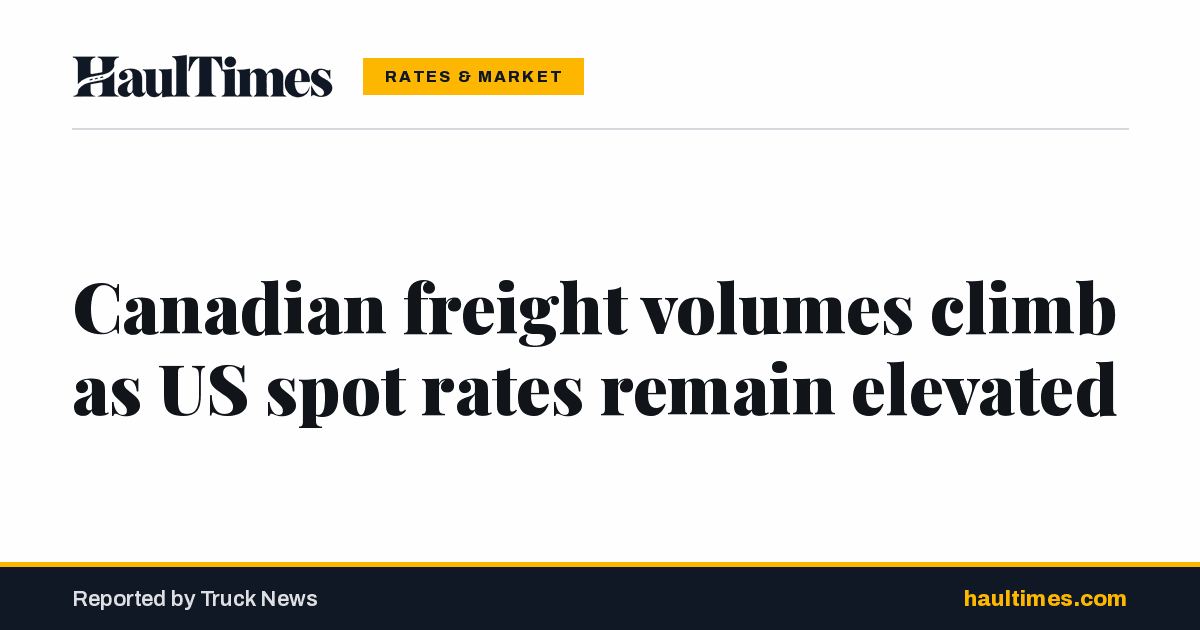 HaulTimes
RATES & MARKET
Canadian freight volumes climb
as US spot rates remain elevated
Reported by Truck News
haultimes.com